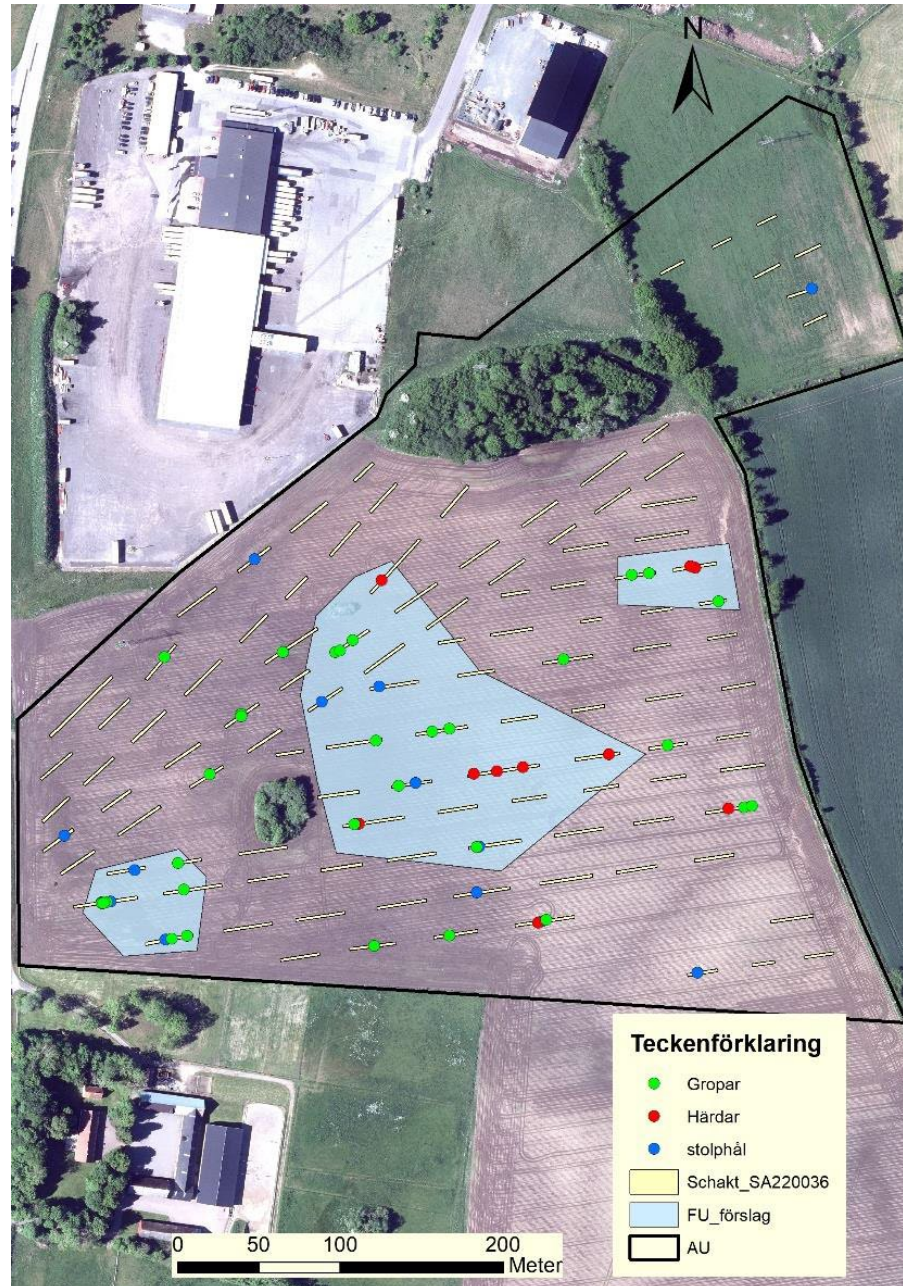 N
Teckenförklaring
Gropar
Härdar
stolphål
Schakt_SA220036
FU_förslag
AU
0 50 100 200
Meter